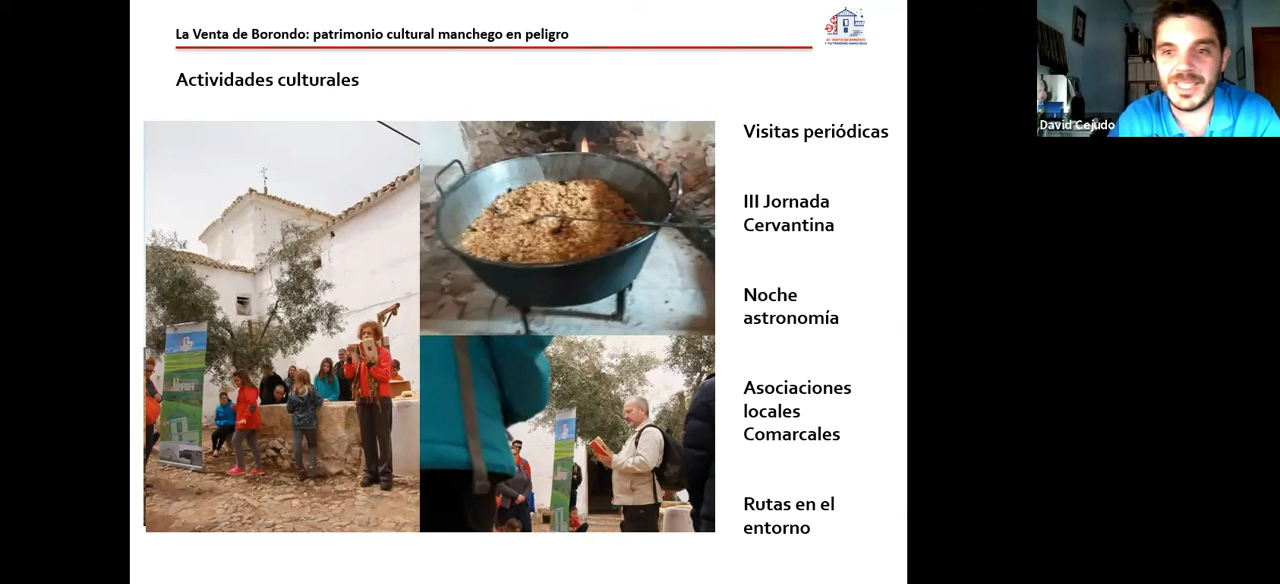 La Venta de Borondo: patrimonio cultural manchego en peligro
Actividades culturales
Visitas periódicas
III Jornada
Cervantina
Noche
astronomía
Asociaciones
locales
Comarcales
Rutas en el
entorno
David Cejudo